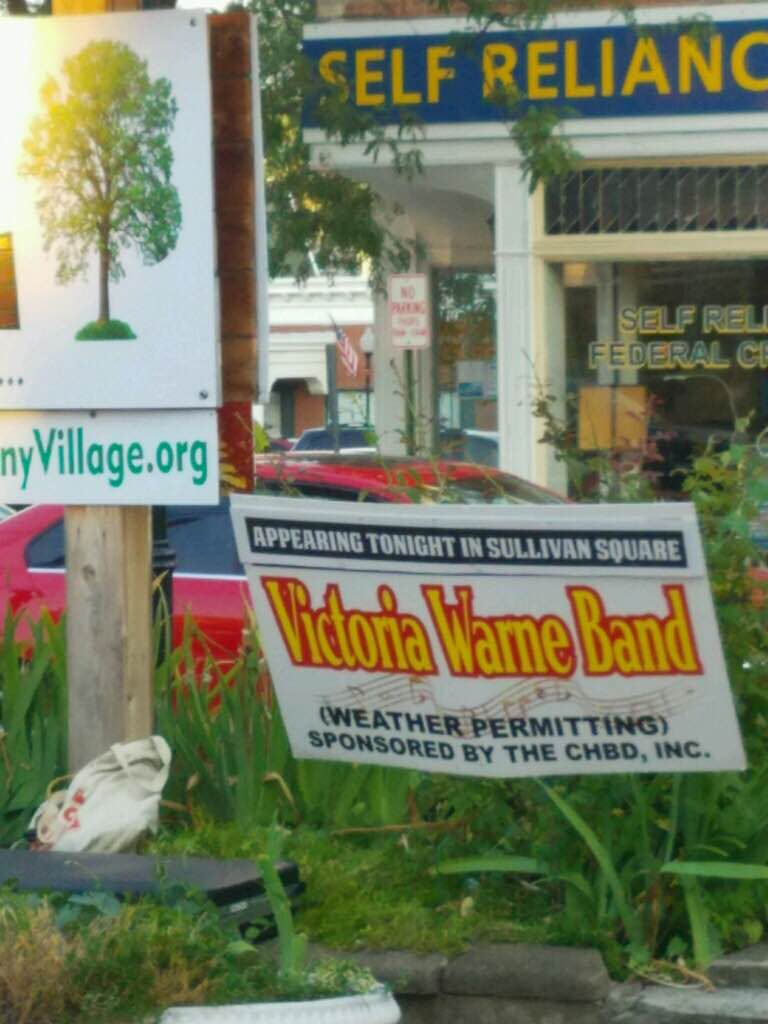 SELF RELIANC
NO
PARKING
SELF RELI
FEDERAL C
nyVillage.org
APPEARING TONIGHT IN SULLIVAN SQUARE
Victoria Warne Band
(WEATHER PERMITTING)
SPONSORED BY THE CHBD, INC.